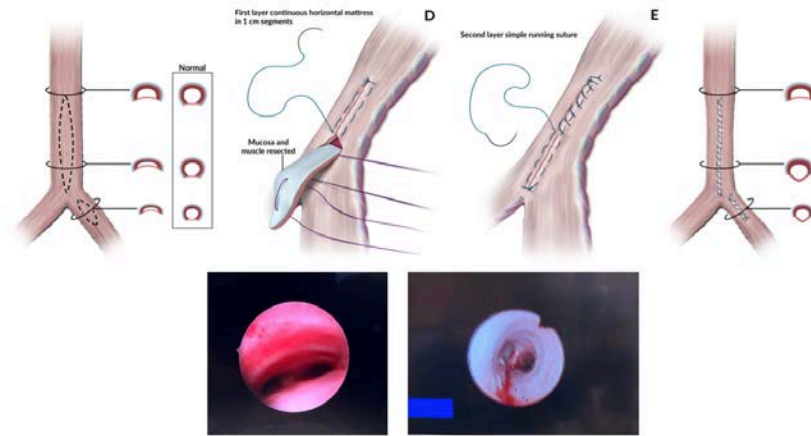 Normal
First layer continuous horizontal mattress
in 1 cm segments
D
Mucosa and
muscle resected
Second layer simple running suture
E